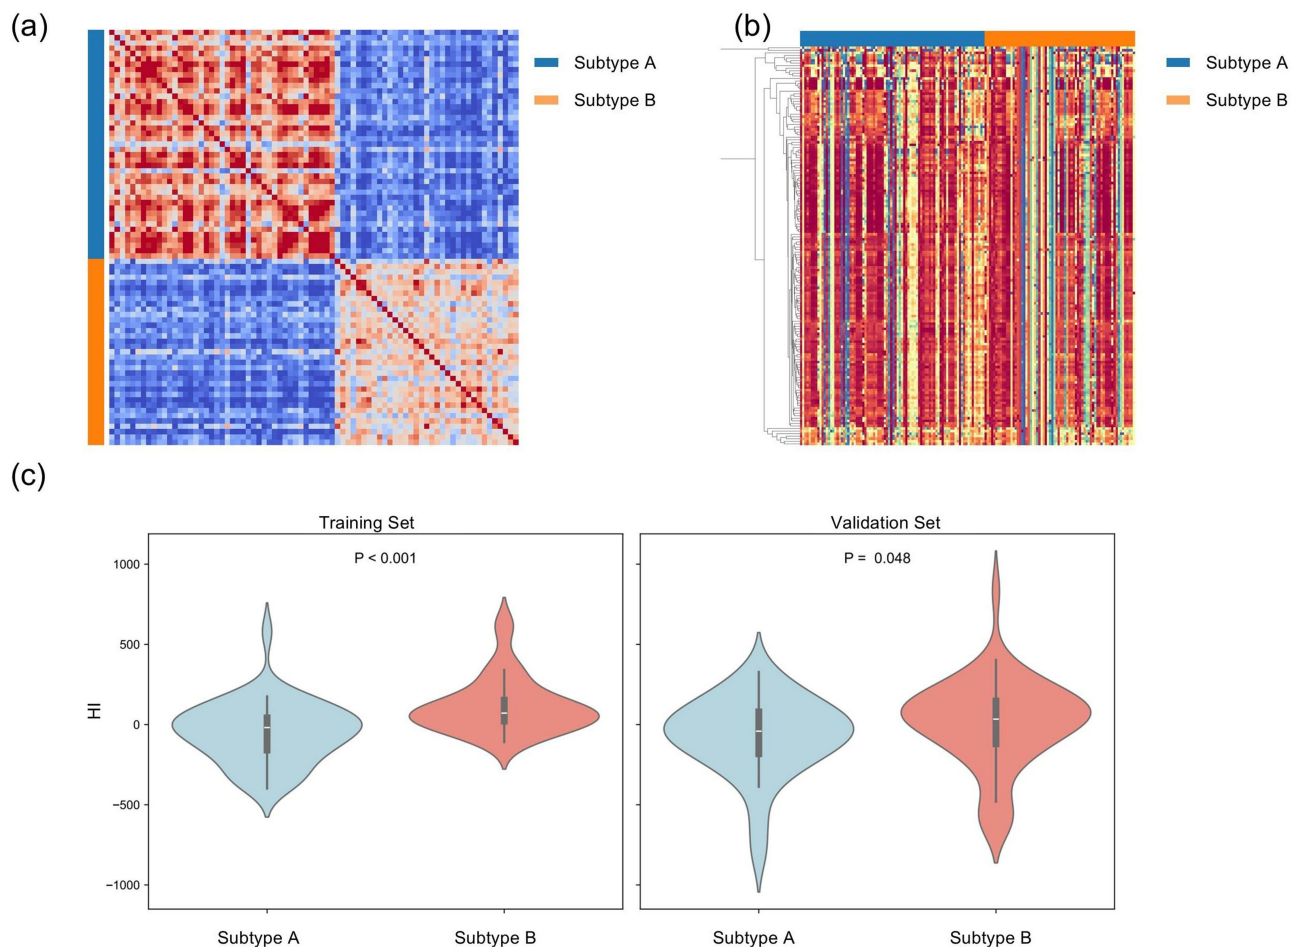 (a)
Subtype A
Subtype B
(b)
Subtype A
Subtype B
(c)
Training Set
Validation Set
P < 0.001
P = 0.048
1000
500
0
−500
−1000
HI
Subtype A
Subtype B
Subtype A
Subtype B